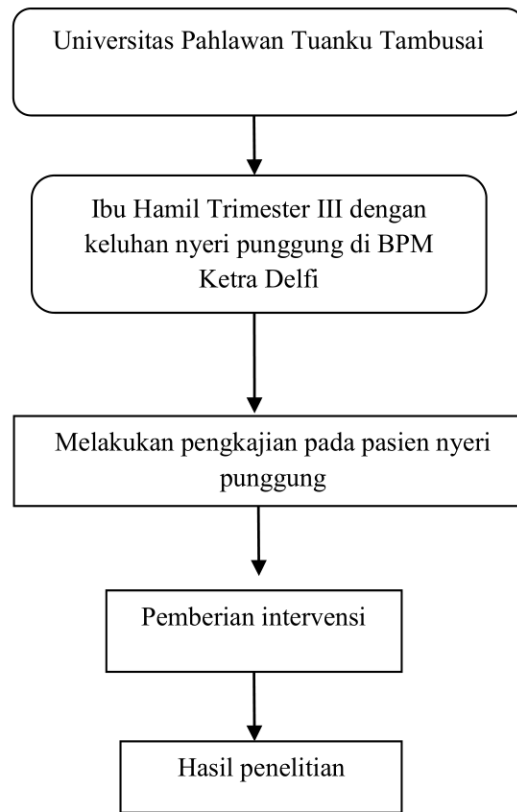 Universitas Pahlawan Tuanku Tambusai
Ibu Hamil Trimester III dengan
keluhan nyeri punggung di BPM
Ketra Delfi
Melakukan pengkajian pada pasien nyeri
punggung
Pemberian intervensi
Hasil penelitian